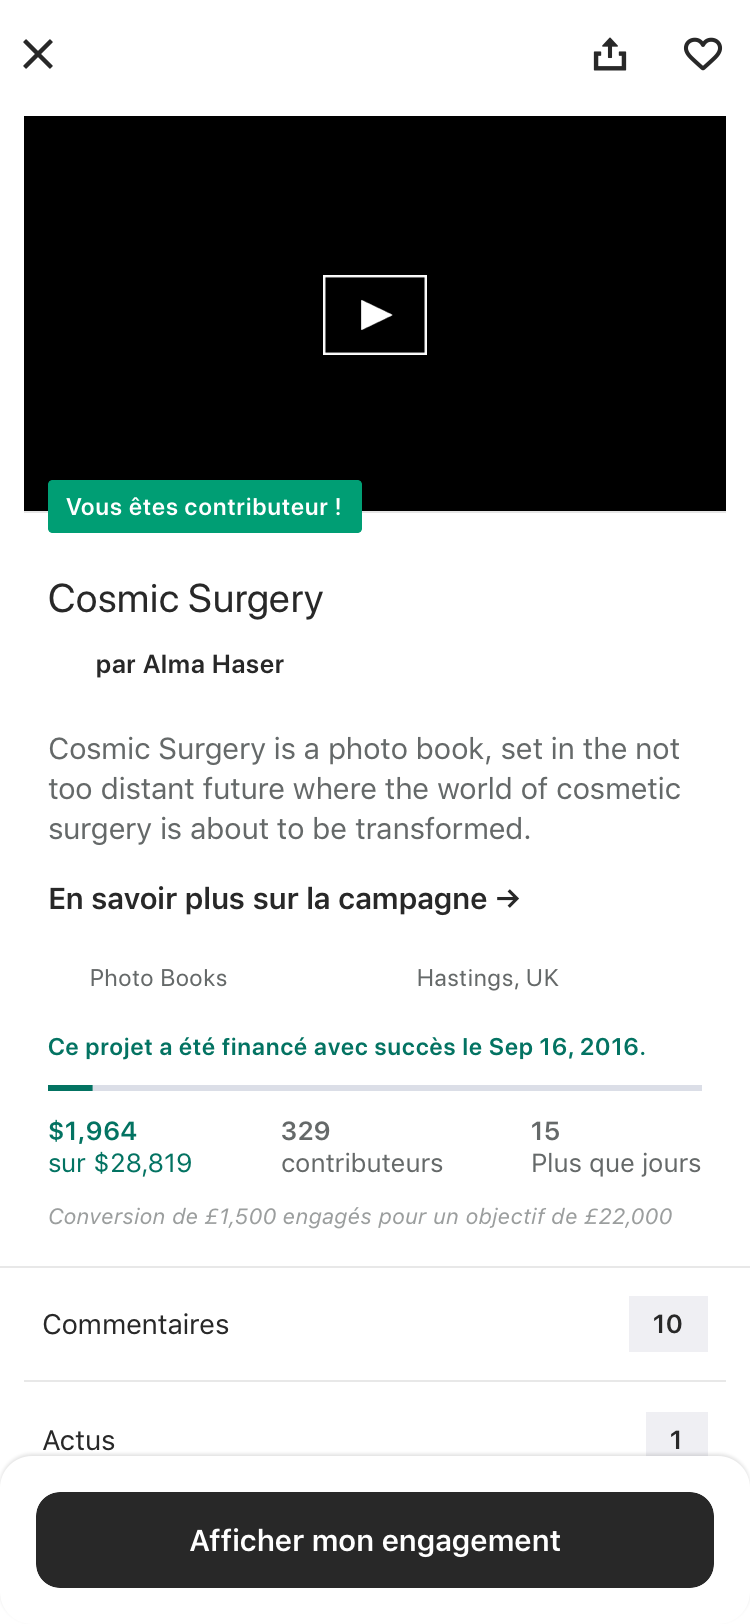 Vous êtes contributeur !
Cosmic Surgery
par Alma Haser
Cosmic Surgery is a photo book, set in the not
too distant future where the world of cosmetic
surgery is about to be transformed.
En savoir plus sur la campagne →
Photo Books
Hastings, UK
Ce projet a été financé avec succès le Sep 16, 2016.
$1,964
sur $28,819
329
contributeurs
15
Plus que jours
Conversion de £1,500 engagés pour un objectif de £22,000
Commentaires
10
Actus
1
Afficher mon engagement